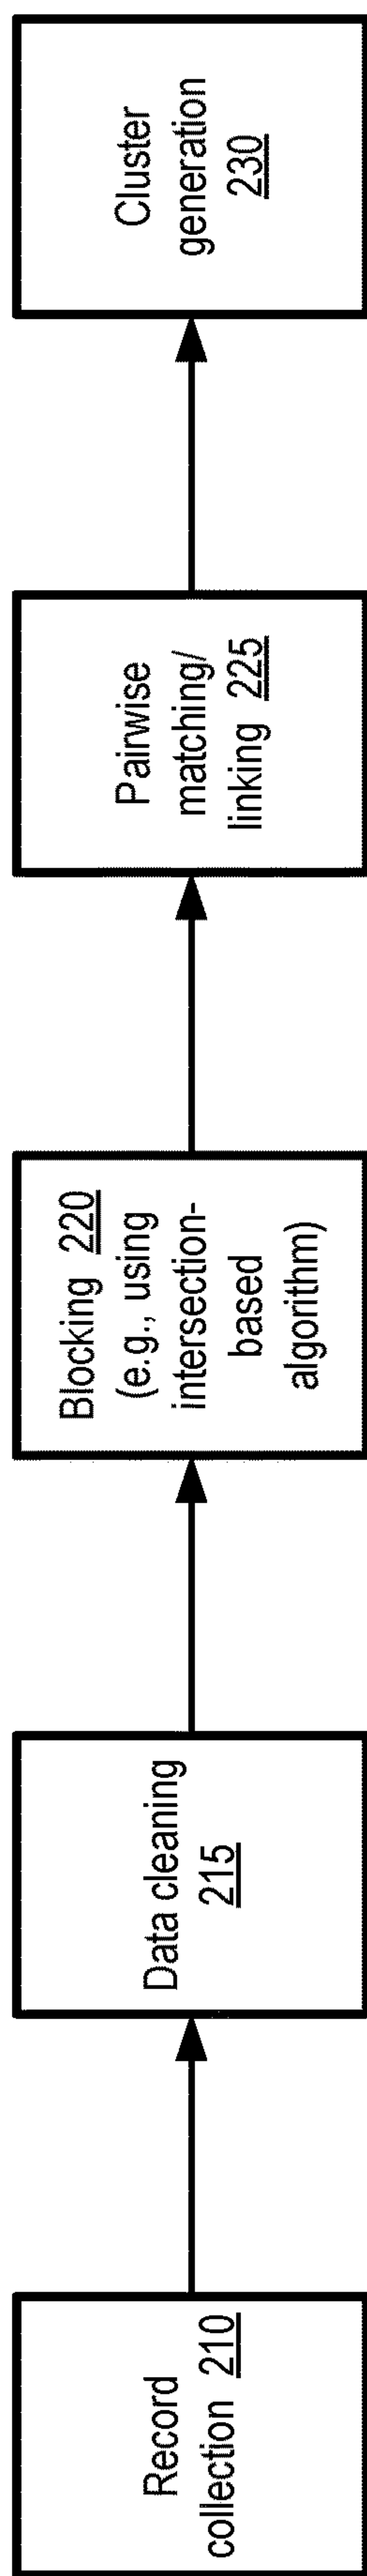 Record
collection 210
Data cleaning
215
Blocking 220
(e.g., using
intersection-
based
algorithm)
Pairwise
matching/
linking 225
Cluster
generation
230